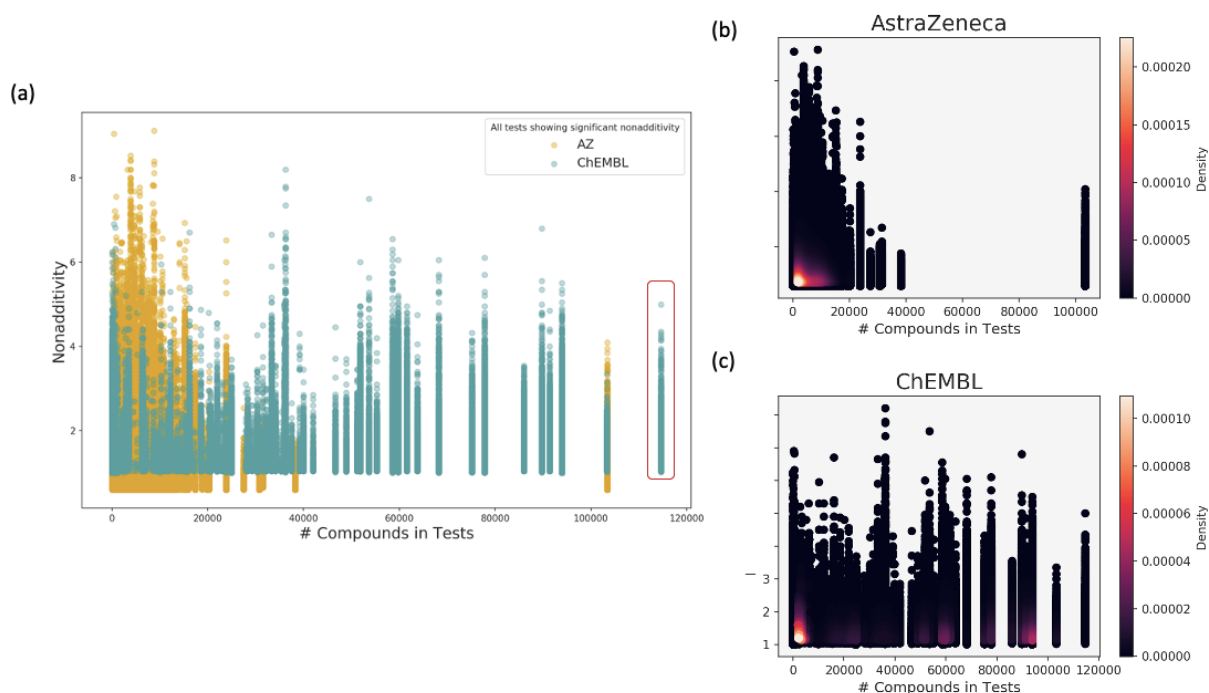 (a)
Nonadditivity
8
6
4
2
All tests showing significant nonadditivity
AZ
ChEMBL
0 20000 40000 60000 80000 100000 120000
# Compounds in Tests
(b)
AstraZeneca
0 20000 40000 60000 80000 100000
# Compounds in Tests
0.00020
0.00015
0.00010
0.00005
0.00000
Density
(c)
ChEMBL
3
2
1
0 20000 40000 60000 80000 100000 120000
# Compounds in Tests
0.00010
0.00008
0.00006
0.00004
0.00002
0.00000
Density